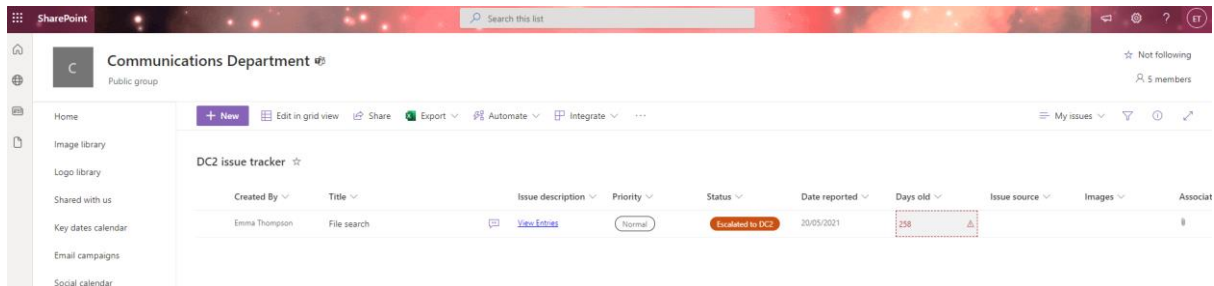 SharePoint
Search this list
?
ET
C
Communications Department
Public group
Not following
5 members
Home
Image library
Logo library
Shared with us
Key dates calendar
Email campaigns
Social calendar
+ New
Edit in grid view
Share
Export
Automate
Integrate
...
My issues
DC2 issue tracker
Created By
Title
Issue description
Priority
Status
Date reported
Days old
Issue source
Images
Associat
Emma Thompson
File search
View Entries
Normal
Escalated to DC2
20/05/2021
258